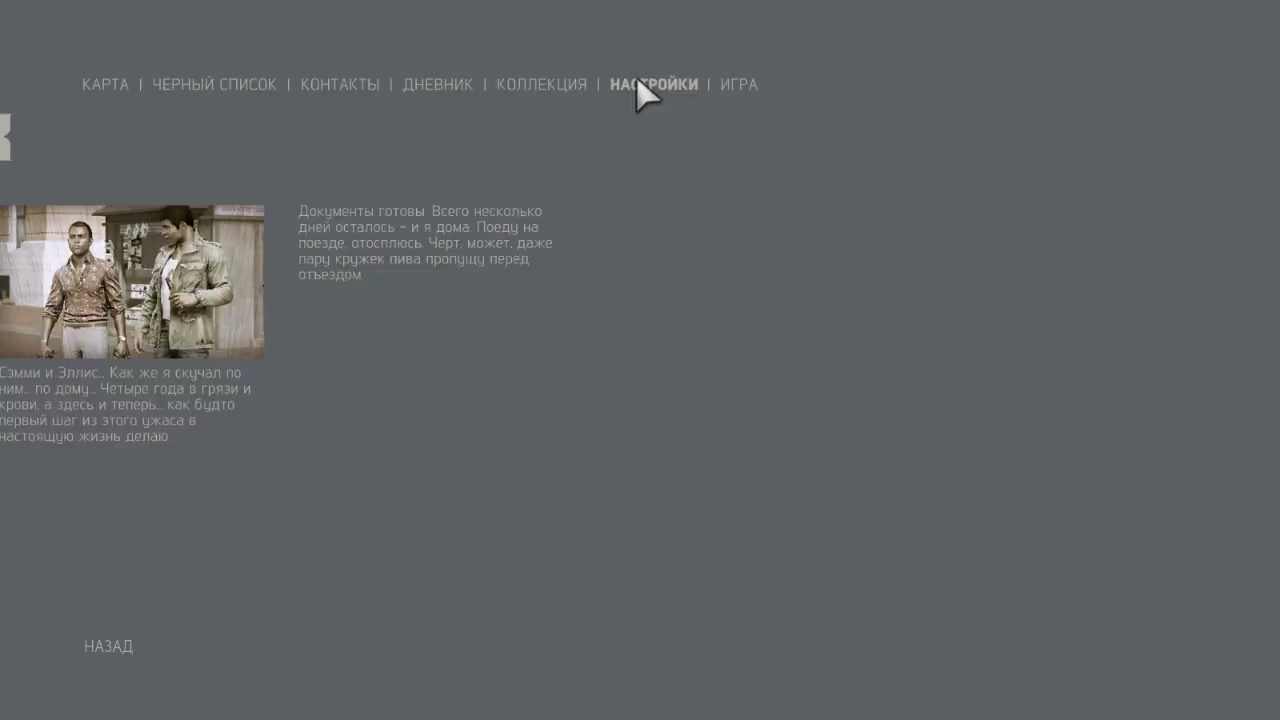 КАРТА | ЧЕРНЫЙ СПИСОК | КОНТАКТЫ | ДНЕВНИК | КОЛЛЕКЦИЯ | НАСТРОЙКИ | ИГРА
Документы готовы. Всего несколько
дней осталось - и я дома. Поеду на
поезде, отосплюсь. Черт, может, даже
пару кружек пива пропущу перед
отъездом
Сэмми и Эллис... Как же я скучал по
ним... по дому... Четыре года в грязи и
крови, а здесь и теперь... как будто
первый шаг из этого ужаса в
настоящую жизнь делаю
НАЗАД